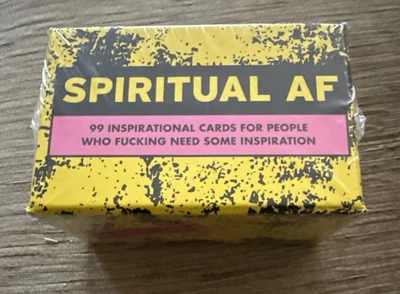 SPIRITUAL AF
99 INSPIRATIONAL CARDS FOR PEOPLE
WHO FUCKING NEED SOME INSPIRATION